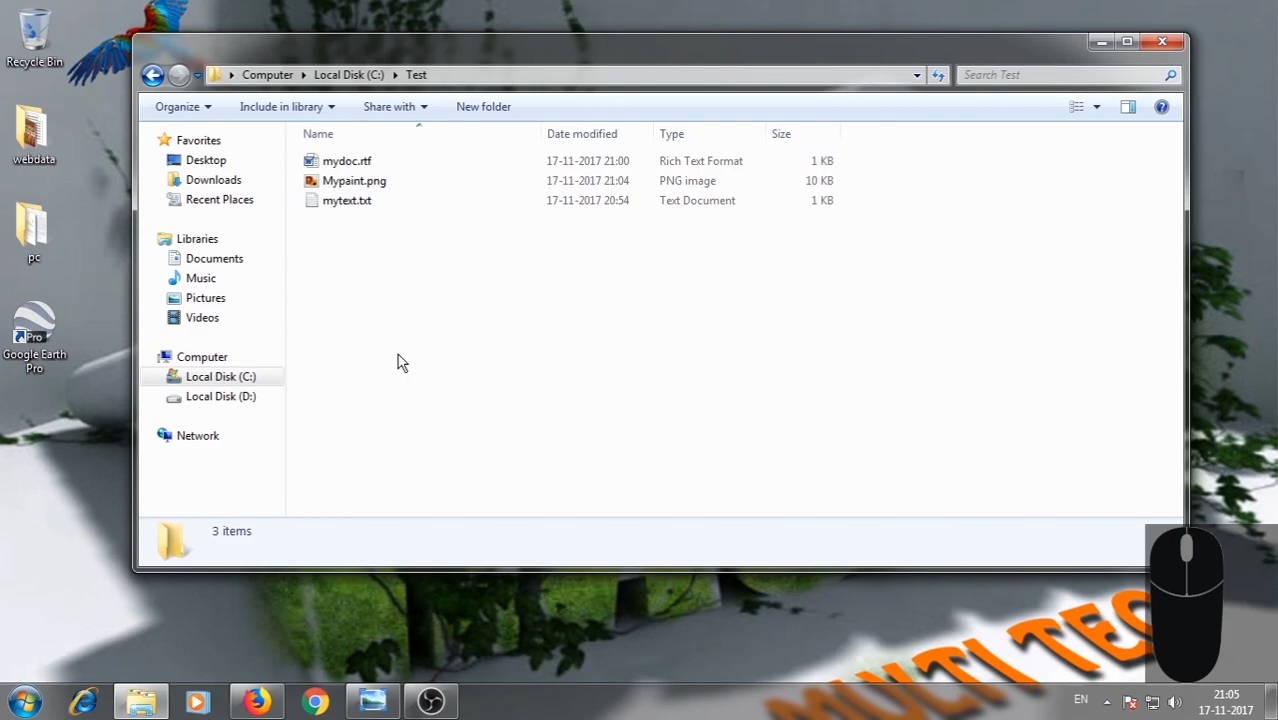 Recycle Bin
webdata
pc
Pro
Google Earth
Pro
Computer Local Disk (C:) Test
Search Test
Organize Include in library Share with New folder
Name Date modified Type Size
mydoc.rtf 17-11-2017 21:00 Rich Text Format 1 KB
Mypaint.png 17-11-2017 21:04 PNG image 10 KB
mytext.txt 17-11-2017 20:54 Text Document 1 KB
Favorites
Desktop
Downloads
Recent Places
Libraries
Documents
Music
Pictures
Videos
Computer
Local Disk (C:)
Local Disk (D:)
Network
3 items
MULTI TEC
EN
21:05
17-11-2017